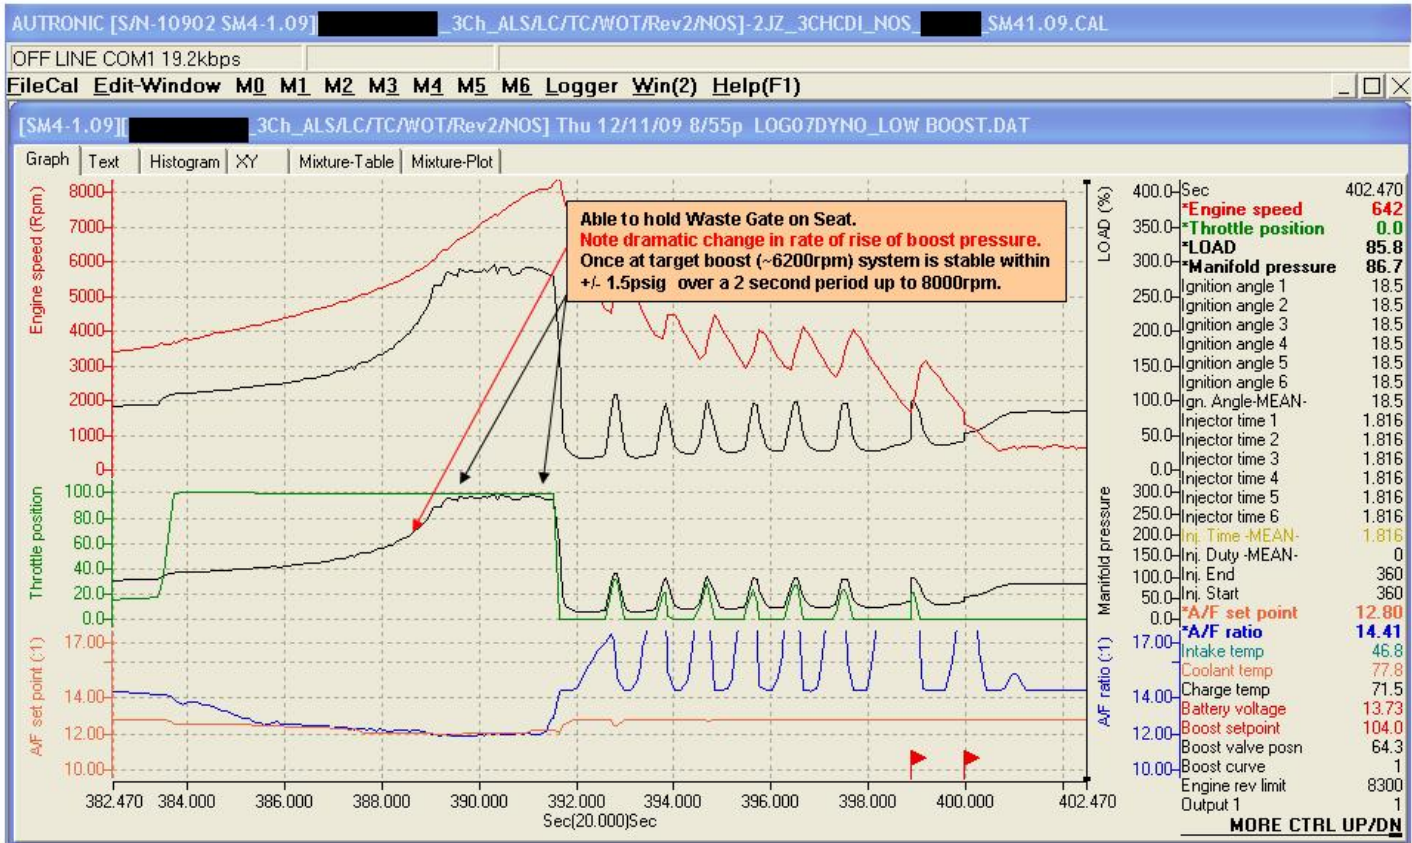 AUTRONIC [S/N-10902 SM4-1.09] _3Ch_ALS/LC/TC/WOT/Rev2/NOS]-2JZ_3CHCDI_NOS_ _SM41.09.CAL
OFF LINE COM1 19.2kbps
FileCal Edit-Window M0 M1 M2 M3 M4 M5 M6 Logger Win(2) Help(F1)
[SM4-1.09][ _3Ch_ALS/LC/TC/WOT/Rev2/NOS] Thu 12/11/09 8/55p LOG07DYNO_LOW BOOST.DAT
Graph Text Histogram XY Mixture-Table Mixture-Plot
Engine speed (Rpm)
8000
7000
6000
5000
4000
3000
2000
1000
0
Throttle position
100.0
80.0
60.0
40.0
20.0
0.0
A/F set point (:1)
17.00
14.00
12.00
10.00
Able to hold Waste Gate on Seat.
Note dramatic change in rate of rise of boost pressure.
Once at target boost (~6200rpm) system is stable within
+/- 1.5psig over a 2 second period up to 8000rpm.
LOAD (%)
400.0
350.0
300.0
250.0
200.0
150.0
100.0
50.0
0.0
Manifold pressure
300.0
250.0
200.0
150.0
100.0
50.0
0.0
A/F ratio (:1)
17.00
14.00
12.00
10.00
382.470 384.000 386.000 388.000 390.000 392.000 394.000 396.000 398.000 400.000 402.470
Sec(20.000)Sec
Sec 402.470
*Engine speed 642
*Throttle position 0.0
*LOAD 85.8
*Manifold pressure 86.7
Ignition angle 1 18.5
Ignition angle 2 18.5
Ignition angle 3 18.5
Ignition angle 4 18.5
Ignition angle 5 18.5
Ignition angle 6 18.5
Ign. Angle-MEAN- 18.5
Injector time 1 1.816
Injector time 2 1.816
Injector time 3 1.816
Injector time 4 1.816
Injector time 5 1.816
Injector time 6 1.816
Inj. Time -MEAN- 1.816
Inj. Duty -MEAN- 0
Inj. End 360
Inj. Start 360
*A/F set point 12.80
*A/F ratio 14.41
Intake temp 46.8
Coolant temp 77.8
Charge temp 71.5
Battery voltage 13.73
Boost setpoint 104.0
Boost valve posn 64.3
Boost curve 1
Engine rev limit 8300
Output 1 1
MORE CTRL UP/DN